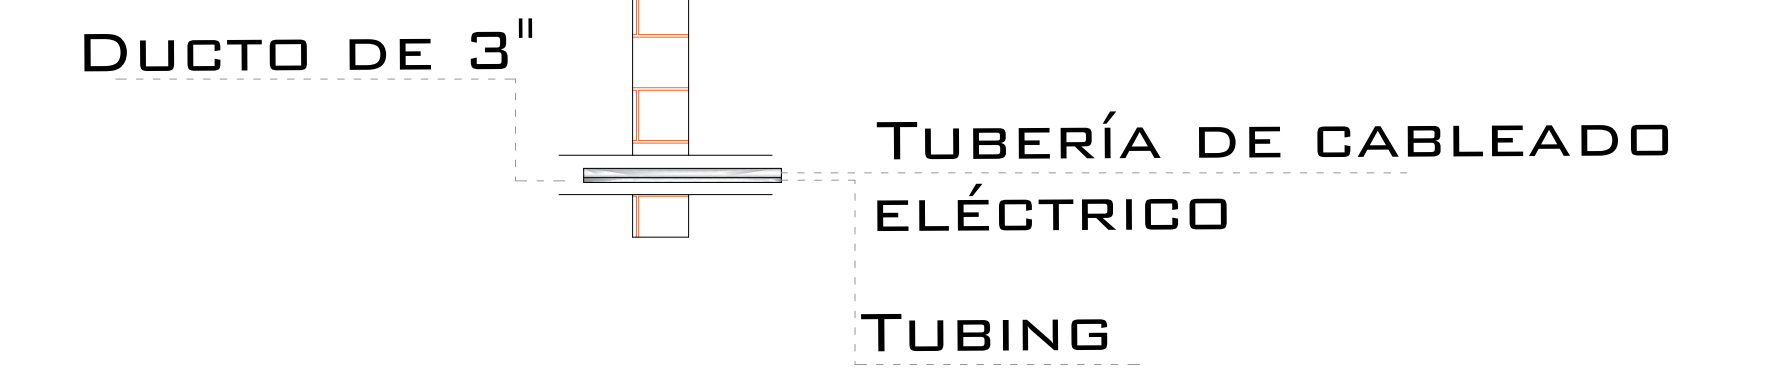 Ducto de 3"
Tubería de cableado
eléctrico
Tubing